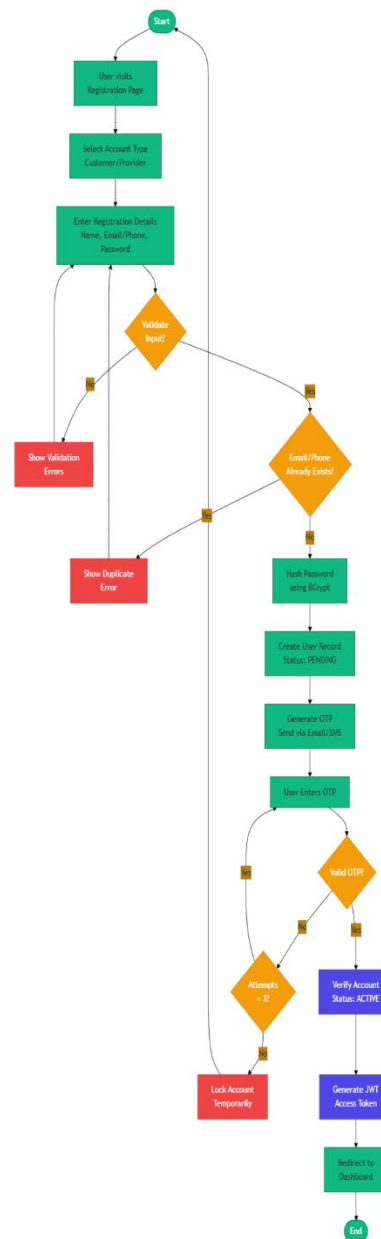 Start
User visits
Registration Page
Select Account Type
Customer/Provider
Enter Registration Details
Name, Email/Phone,
Password
Validate
Input?
No
Yes
Show Validation
Errors
Email/Phone
Already Exists?
Yes
No
Show Duplicate
Error
Hash Password
using BCrypt
Create User Record
Status: PENDING
Generate OTP
Send via Email/SMS
User Enters OTP
Valid OTP?
Yes
No
Yes
Attempts
< 3?
Verify Account
Status: ACTIVE
No
Lock Account
Temporarily
Generate JWT
Access Token
Redirect to
Dashboard
End